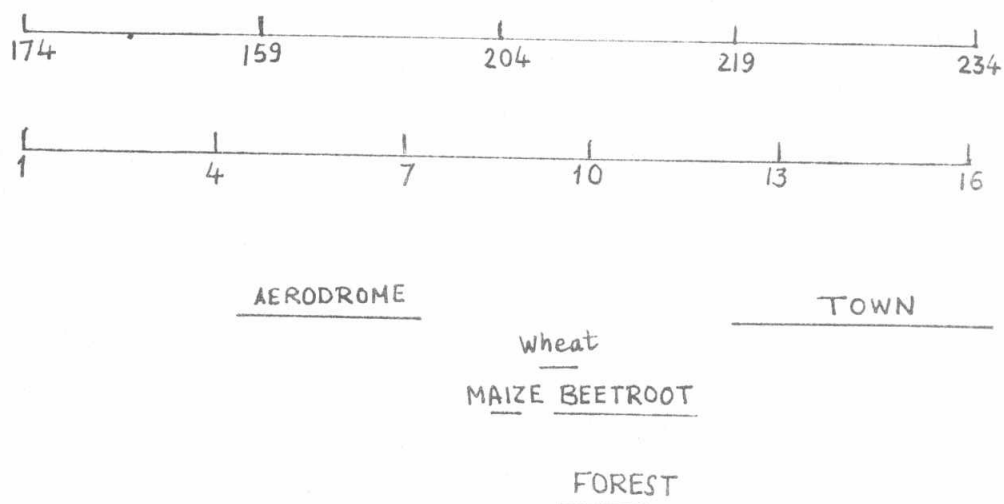 174 159 204 219 234
1 4 7 10 13 16
AERODROME TOWN
Wheat
MAIZE BEETROOT
FOREST